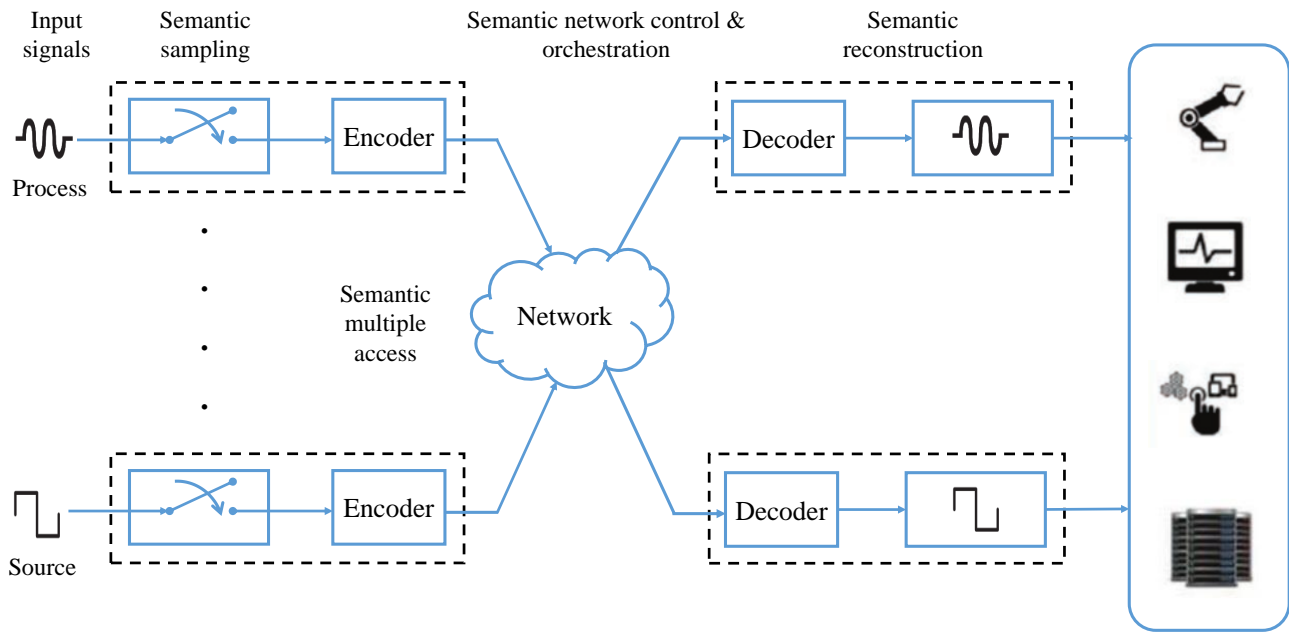 Input
signals
Semantic
sampling
Semantic network control &
orchestration
Semantic
reconstruction
Process
Encoder
Decoder
Semantic
multiple
access
Network
Source
Encoder
Decoder